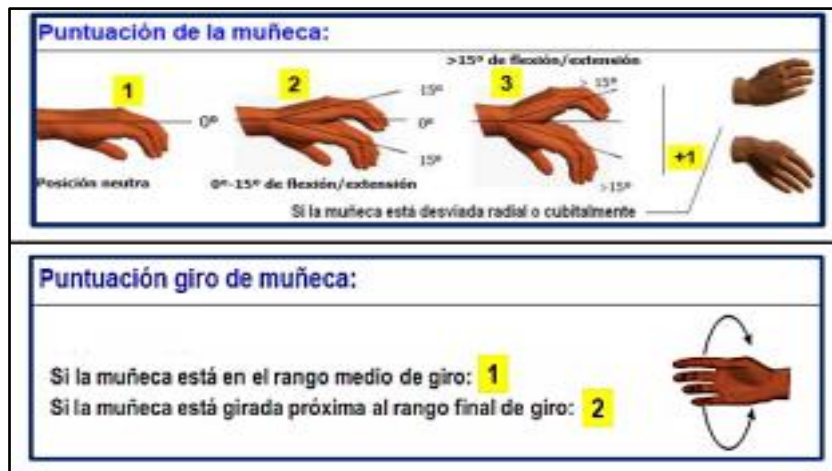 Puntuación de la muñeca:
>15º de flexión/extensión
1
2
3
> 15º
15º
0º
0º
15º
>15º
+1
Posición neutra
0º-15º de flexión/extensión
Si la muñeca está desviada radial o cubitalmente
Puntuación giro de muñeca:
Si la muñeca está en el rango medio de giro: 1
Si la muñeca está girada próxima al rango final de giro: 2